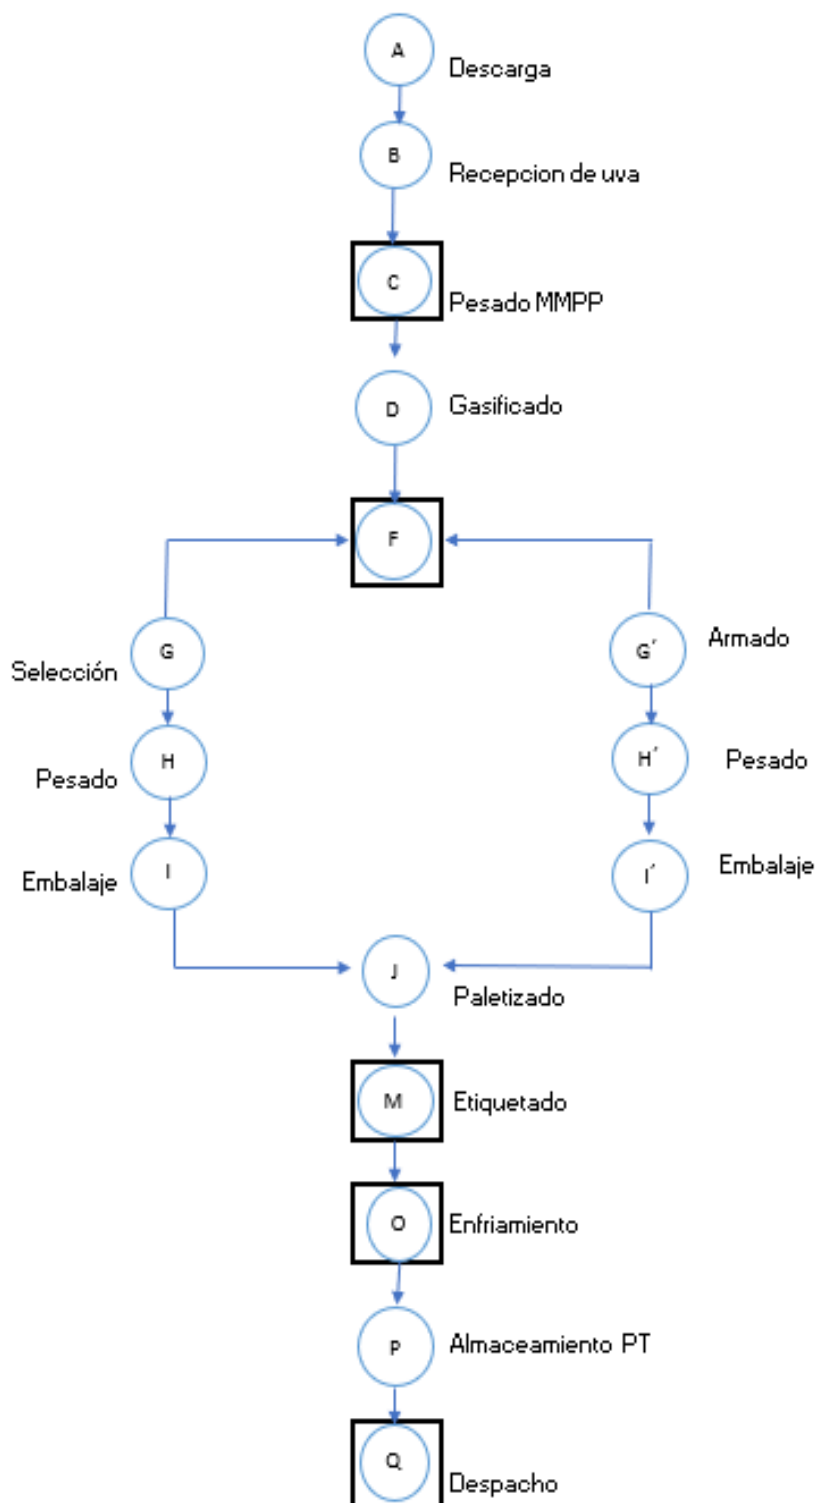 A
Descarga
B
Recepcion de uva
C
Pesado MMPP
D
Gasificado
F
G
Selección
G´
Armado
H
Pesado
H´
Pesado
I
Embalaje
I´
Embalaje
J
Paletizado
M
Etiquetado
O
Enfriamiento
P
Almaceamiento PT
Q
Despacho